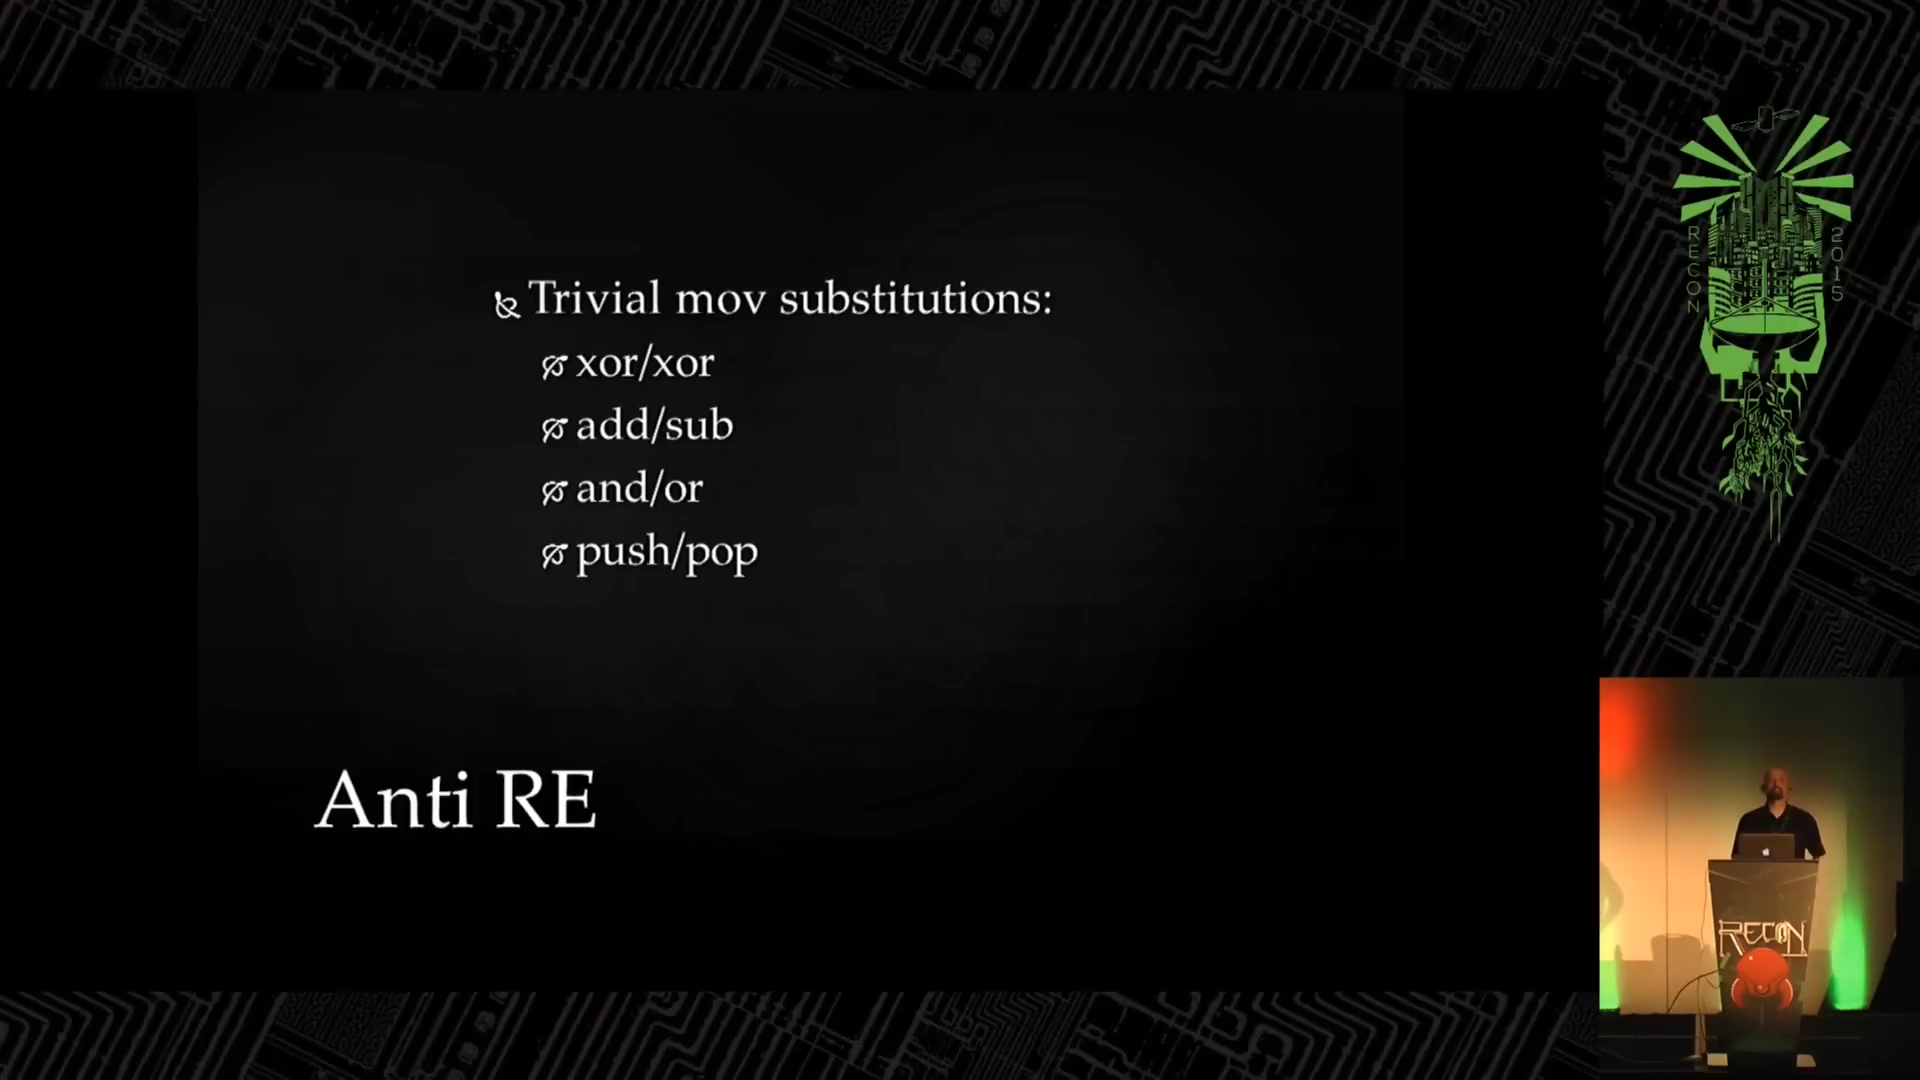 Trivial mov substitutions:
xor/xor
add/sub
and/or
push/pop
Anti RE
RECON
2015
RECON